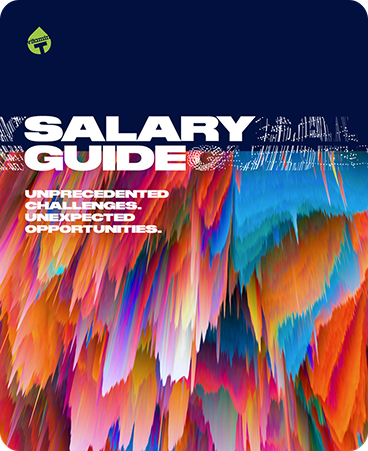 SALARY
GUIDE
UNPRECEDENTED
CHALLENGES.
UNEXPECTED
OPPORTUNITIES.